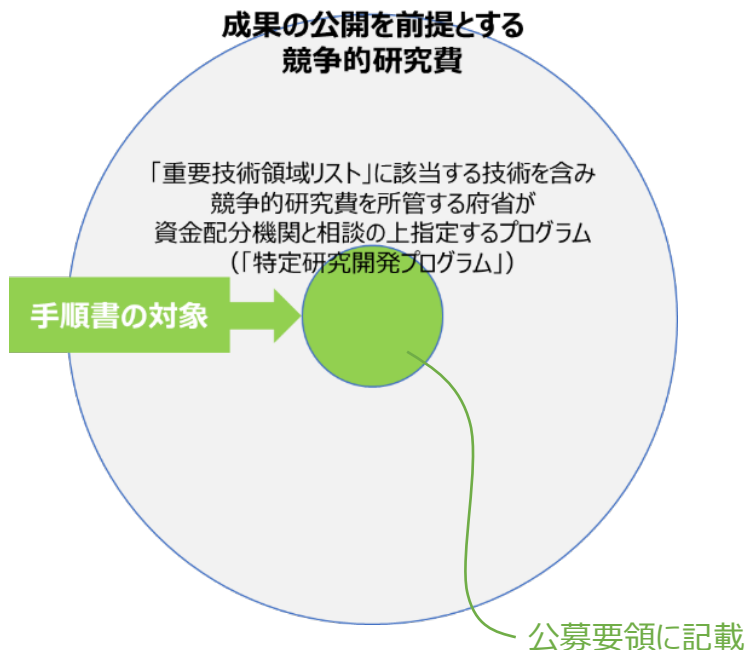 成果の公開を前提とする
競争的研究費
「重要技術領域リスト」に該当する技術を含み
競争的研究費を所管する府省が
資金配分機関と相談の上指定するプログラム
（「特定研究開発プログラム」）
手順書の対象
公募要領に記載